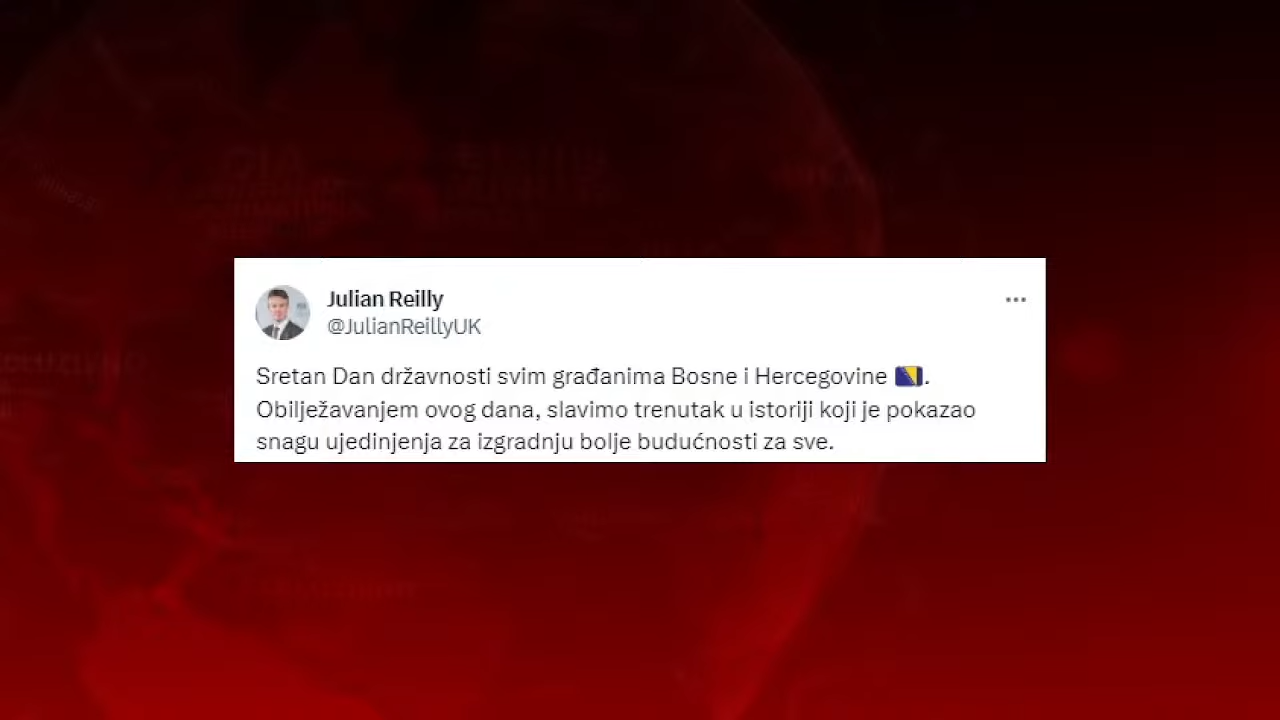 Julian Reilly
@JulianReillyUK
Sretan Dan državnosti svim građanima Bosne i Hercegovine 🇧🇦.
Obilježavanjem ovog dana, slavimo trenutak u istoriji koji je pokazao
snagu ujedinjenja za izgradnju bolje budućnosti za sve.